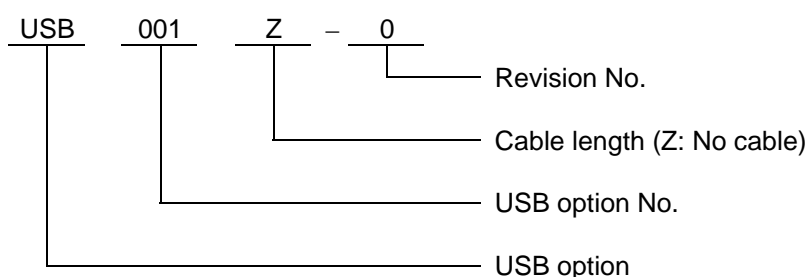 USB 001 Z – 0
Revision No.
Cable length (Z: No cable)
USB option No.
USB option